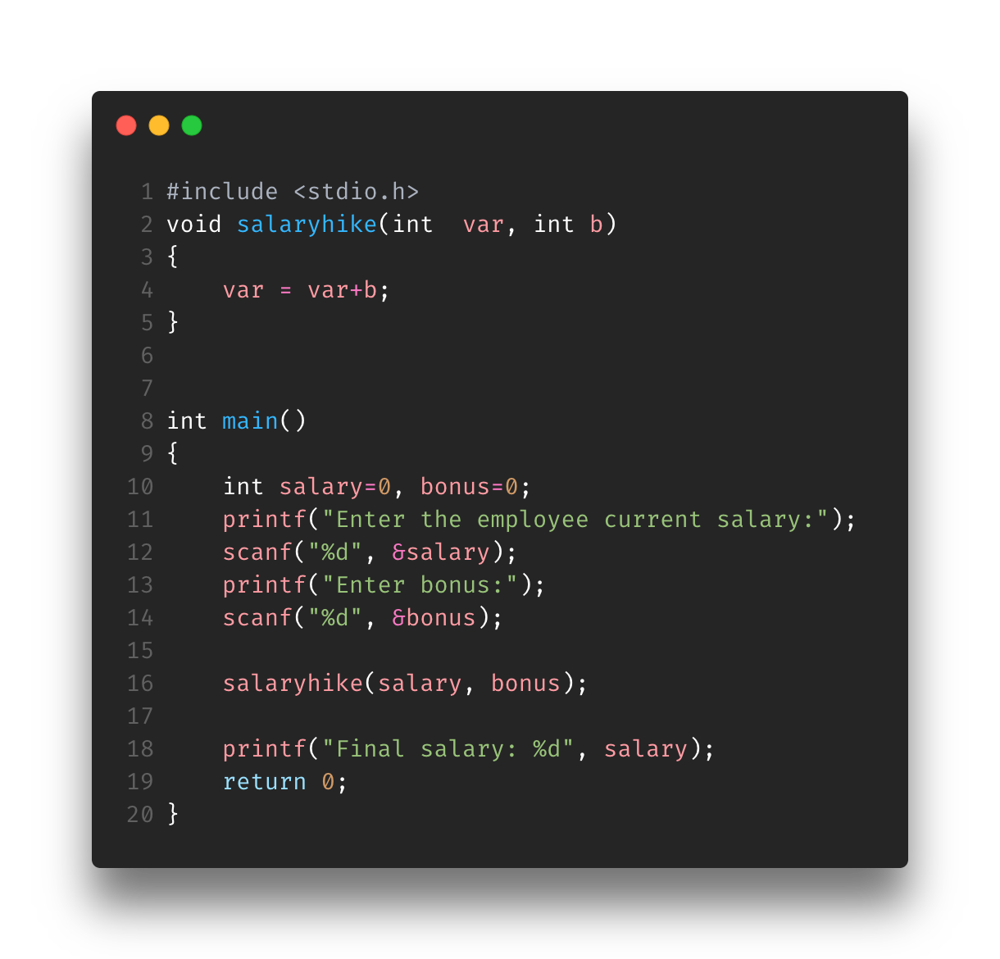 1 #include <stdio.h>
2 void salaryhike(int  var, int b)
3 {
4     var = var+b;
5 }
6
7
8 int main()
9 {
10     int salary=0, bonus=0;
11     printf("Enter the employee current salary:");
12     scanf("%d", &salary);
13     printf("Enter bonus:");
14     scanf("%d", &bonus);
15
16     salaryhike(salary, bonus);
17
18     printf("Final salary: %d", salary);
19     return 0;
20 }